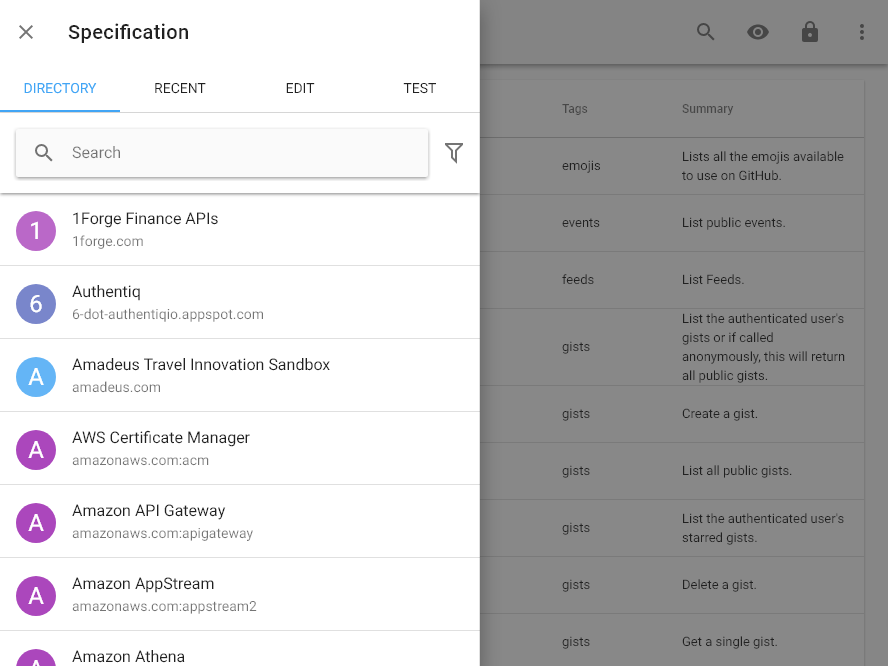 Specification
DIRECTORY
RECENT
EDIT
TEST
Search
1
1Forge Finance APIs
1forge.com
6
Authentiq
6-dot-authentiqio.appspot.com
A
Amadeus Travel Innovation Sandbox
amadeus.com
A
AWS Certificate Manager
amazonaws.com:acm
A
Amazon API Gateway
amazonaws.com:apigateway
A
Amazon AppStream
amazonaws.com:appstream2
A
Amazon Athena
Tags
Summary
emojis
Lists all the emojis available
to use on GitHub.
events
List public events.
feeds
List Feeds.
gists
List the authenticated user's
gists or if called
anonymously, this will return
all public gists.
gists
Create a gist.
gists
List all public gists.
gists
List the authenticated user's
starred gists.
gists
Delete a gist.
gists
Get a single gist.